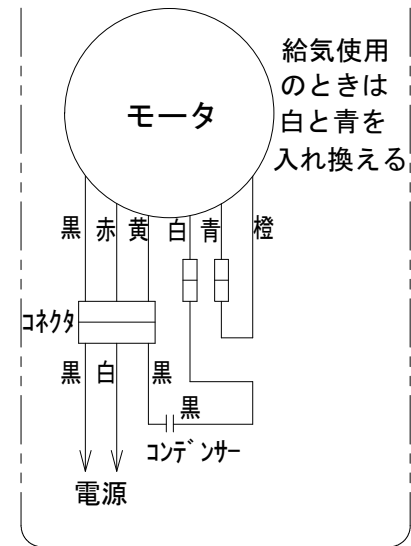 給気使用
のときは
白と青を
入れ換える
モータ
黒 赤 黄 白 青 橙
コネクタ
黒 白 黒
黒
コンデンサー
電源